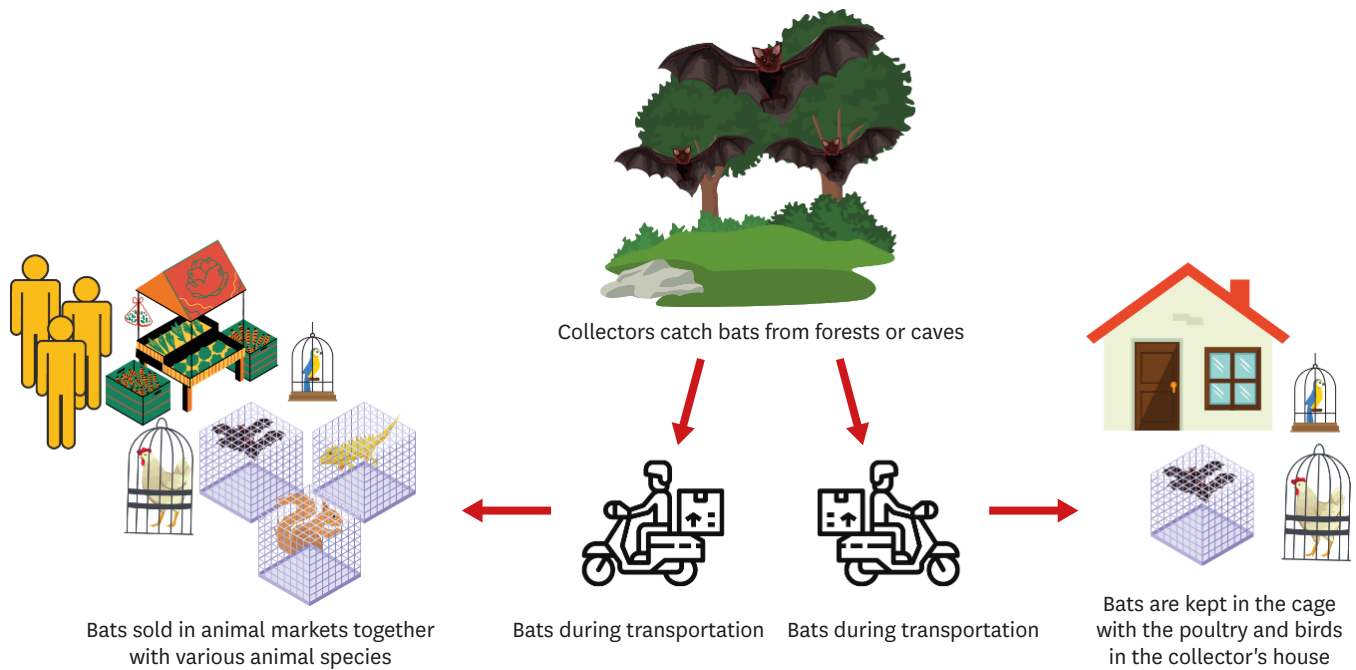 Collectors catch bats from forests or caves
Bats sold in animal markets together
with various animal species
Bats during transportation
Bats during transportation
Bats are kept in the cage
with the poultry and birds
in the collector's house